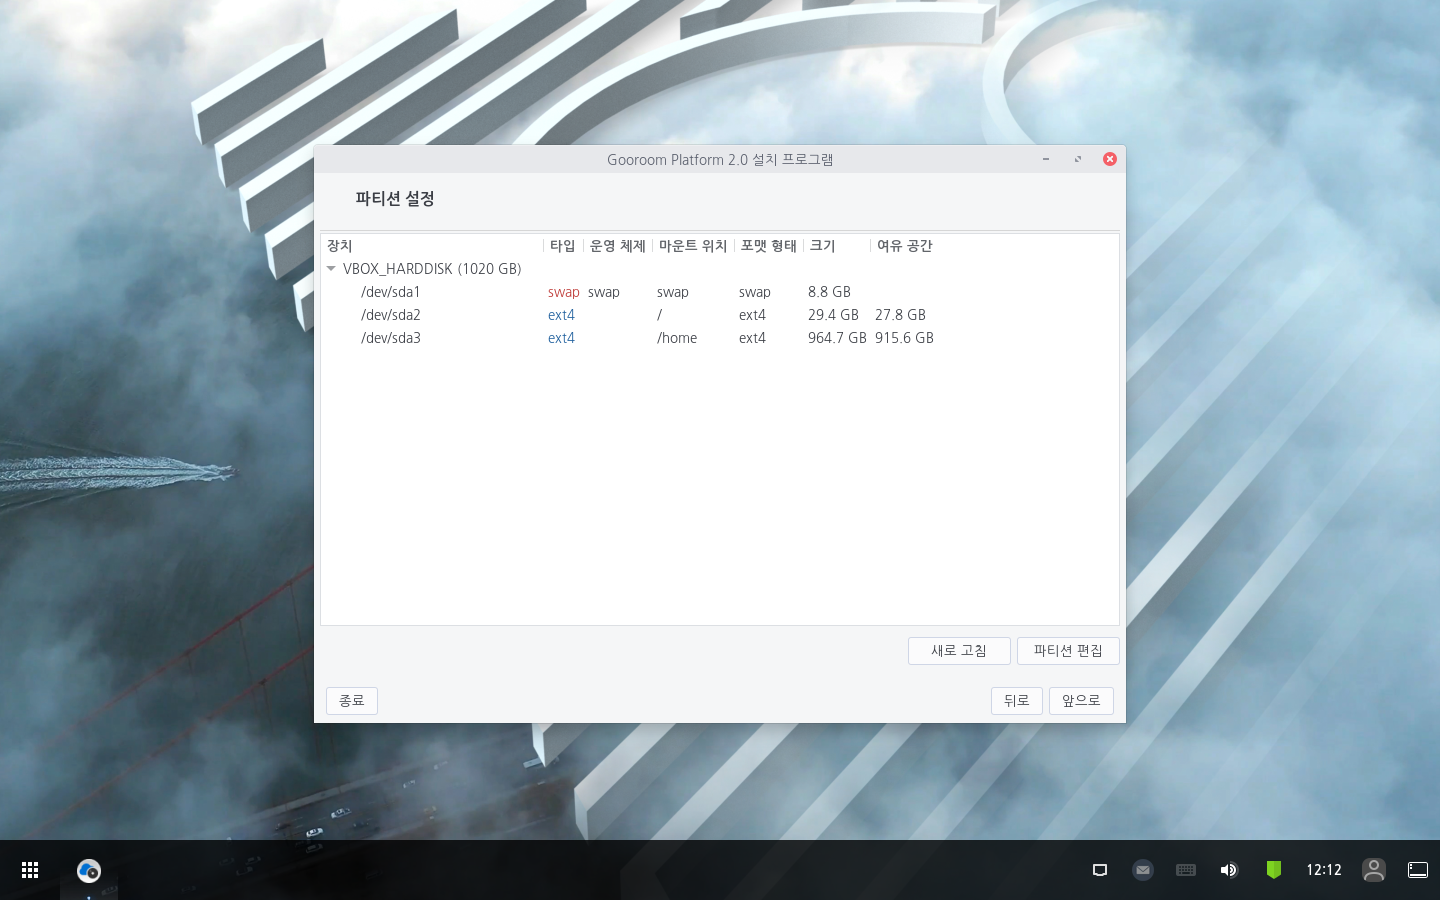 Gooroom Platform 2.0 설치 프로그램
파티션 설정
장치 타입 운영 체제 마운트 위치 포맷 형태 크기 여유 공간
VBOX_HARDDISK (1020 GB)
/dev/sda1 swap swap swap swap 8.8 GB
/dev/sda2 ext4 / ext4 29.4 GB 27.8 GB
/dev/sda3 ext4 /home ext4 964.7 GB 915.6 GB
새로 고침 파티션 편집
종료 뒤로 앞으로
12:12